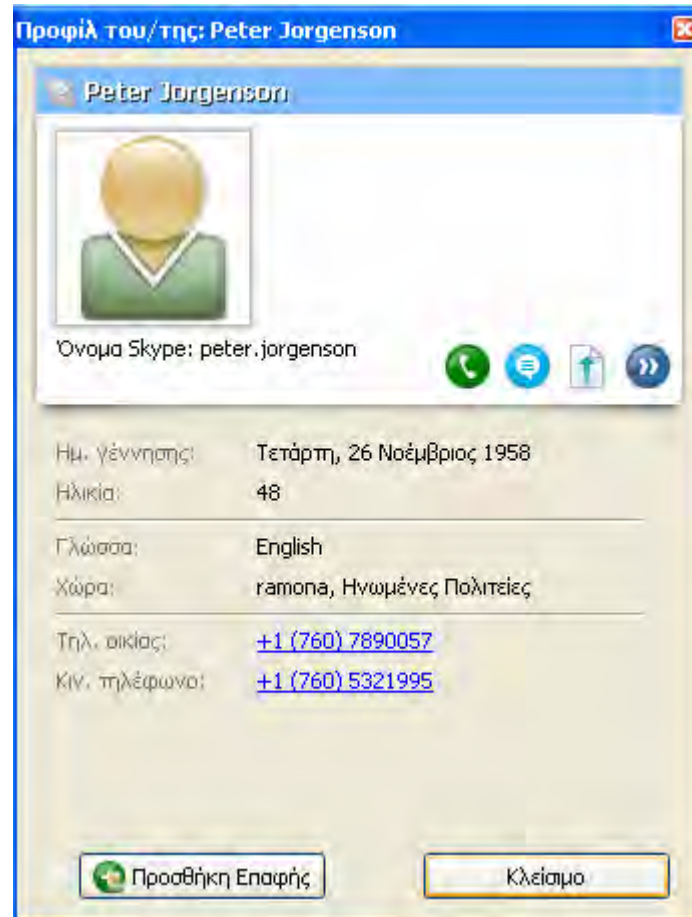 Προφίλ του/της: Peter Jorgenson
Peter Jorgenson
Όνομα Skype: peter.jorgenson
Ημ. γέννησης: Τετάρτη, 26 Νοέμβριος 1958
Ηλικία: 48
Γλώσσα: English
Χώρα: ramona, Ηνωμένες Πολιτείες
Τηλ. οικίας: +1 (760) 7890057
Κιν. τηλέφωνο: +1 (760) 5321995
Προσθήκη Επαφής Κλείσιμο